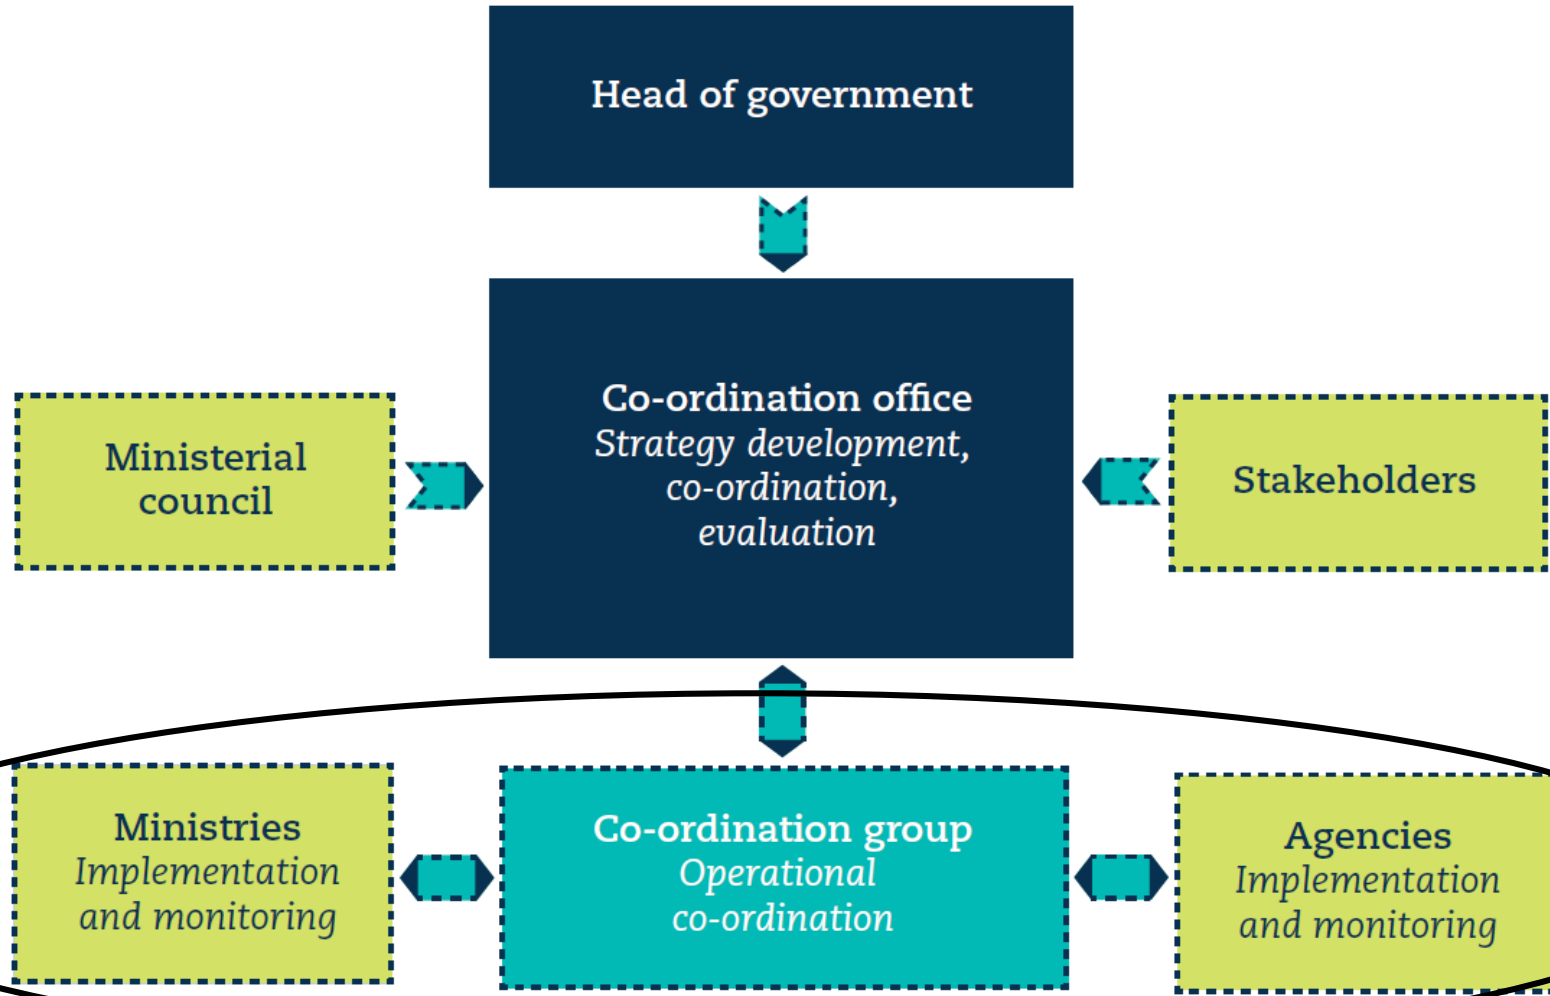 Head of government
Co-ordination office
Strategy development,
co-ordination,
evaluation
Ministerial
council
Stakeholders
Ministries
Implementation
and monitoring
Co-ordination group
Operational
co-ordination
Agencies
Implementation
and monitoring